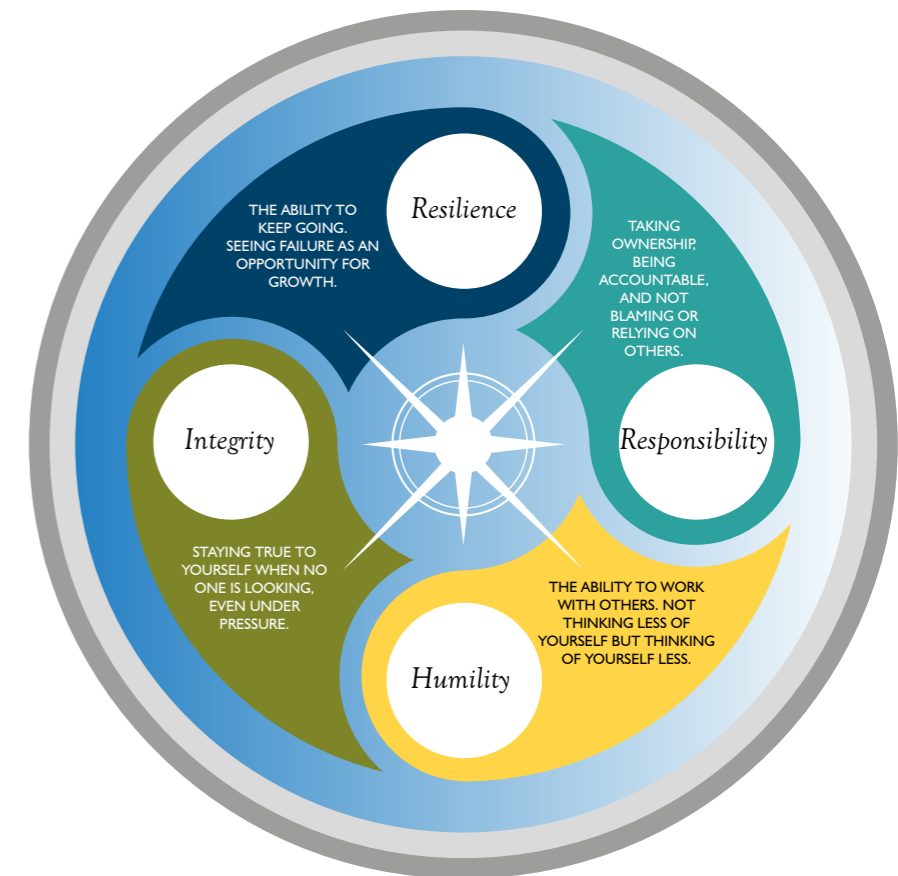 Resilience
THE ABILITY TO
KEEP GOING.
SEEING FAILURE AS AN
OPPORTUNITY FOR
GROWTH.
TAKING
OWNERSHIP,
BEING
ACCOUNTABLE,
AND NOT
BLAMING OR
RELYING ON
OTHERS.
Responsibility
THE ABILITY TO WORK
WITH OTHERS. NOT
THINKING LESS OF
YOURSELF BUT THINKING
OF YOURSELF LESS.
Humility
Integrity
STAYING TRUE TO
YOURSELF WHEN NO
ONE IS LOOKING,
EVEN UNDER
PRESSURE.